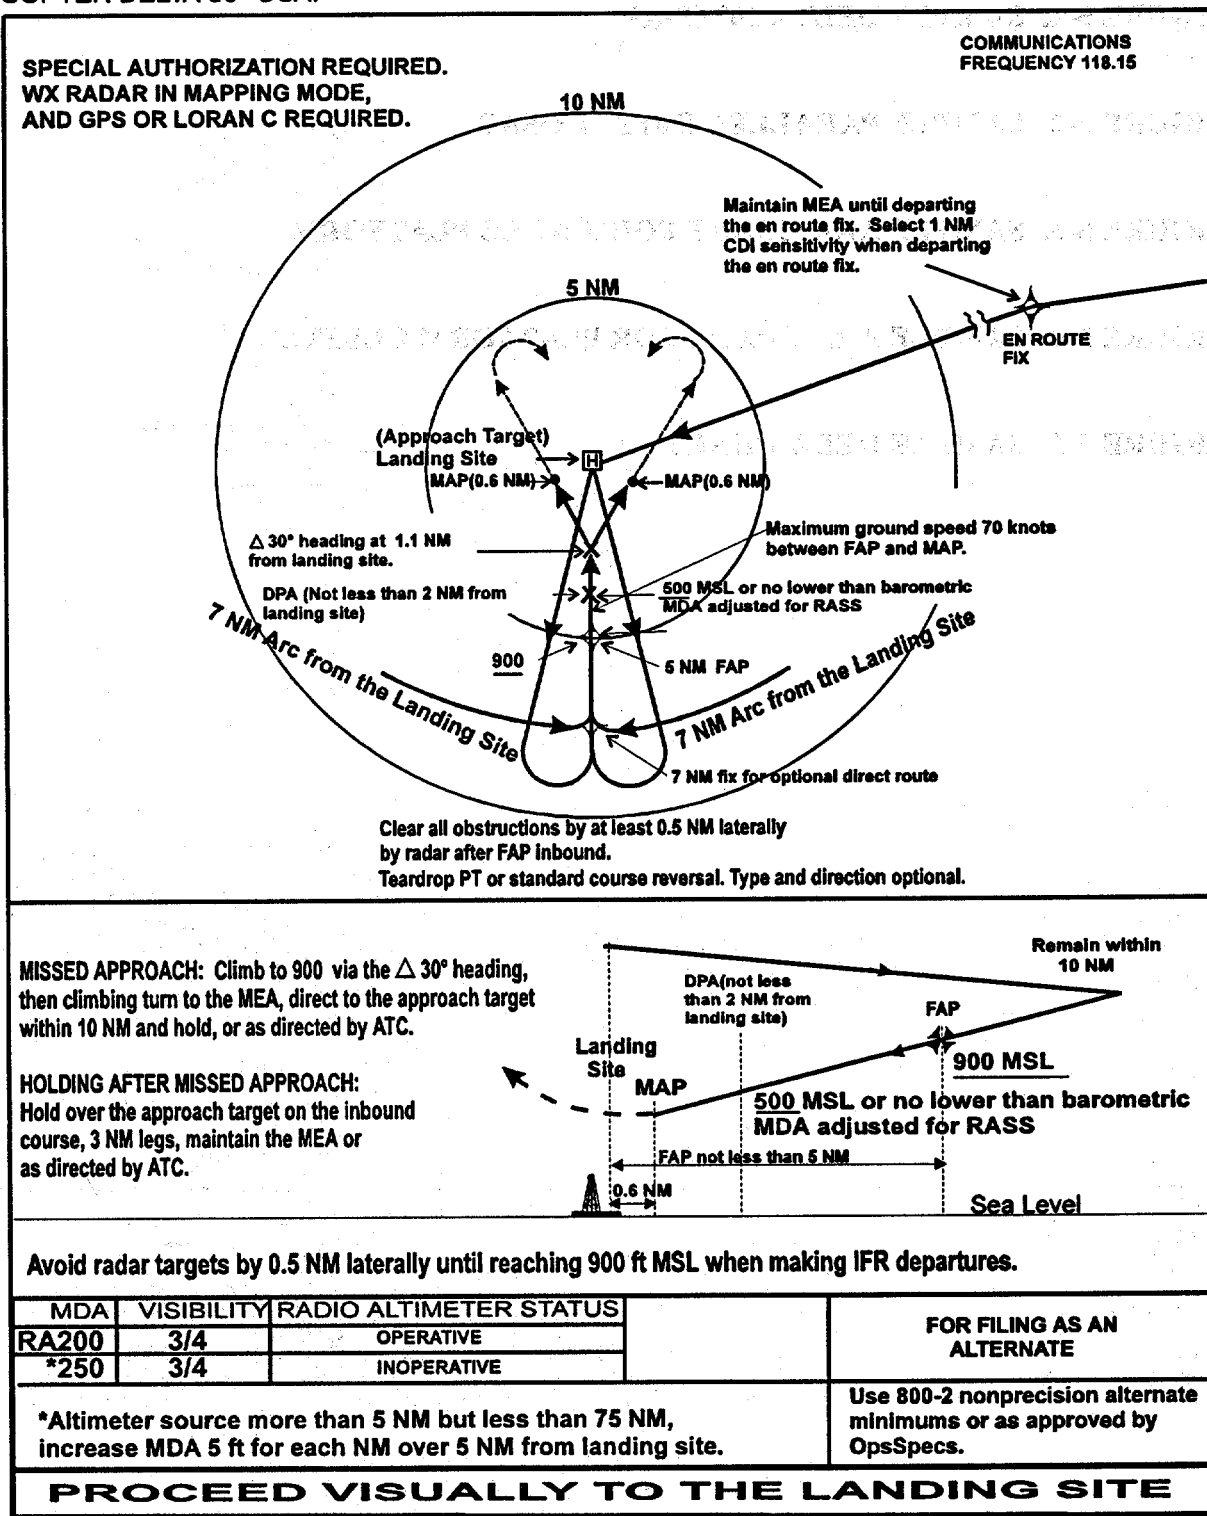 SPECIAL AUTHORIZATION REQUIRED.
WX RADAR IN MAPPING MODE,
AND GPS OR LORAN C REQUIRED.
COMMUNICATIONS
FREQUENCY 118.15
10 NM
Maintain MEA until departing
the en route fix. Select 1 NM
CDI sensitivity when departing
the en route fix.
5 NM
EN ROUTE
FIX
(Approach Target)
Landing Site
H
MAP(0.6 NM)
MAP(0.6 NM)
Maximum ground speed 70 knots
between FAP and MAP.
△ 30° heading at 1.1 NM
from landing site.
DPA (Not less than 2 NM from
landing site)
500 MSL or no lower than barometric
MDA adjusted for RASS
7 NM Arc from the Landing Site
7 NM Arc from the Landing Site
900
5 NM FAP
7 NM fix for optional direct route
Clear all obstructions by at least 0.5 NM laterally
by radar after FAP inbound.
Teardrop PT or standard course reversal. Type and direction optional.
MISSED APPROACH: Climb to 900 via the △ 30° heading,
then climbing turn to the MEA, direct to the approach target
within 10 NM and hold, or as directed by ATC.
HOLDING AFTER MISSED APPROACH:
Hold over the approach target on the inbound
course, 3 NM legs, maintain the MEA or
as directed by ATC.
Remain within
10 NM
DPA(not less
than 2 NM from
landing site)
FAP
Landing
Site
MAP
900 MSL
500 MSL or no lower than barometric
MDA adjusted for RASS
FAP not less than 5 NM
0.6 NM
Sea Level
Avoid radar targets by 0.5 NM laterally until reaching 900 ft MSL when making IFR departures.
MDA VISIBILITY RADIO ALTIMETER STATUS
RA200 3/4 OPERATIVE
*250 3/4 INOPERATIVE
FOR FILING AS AN
ALTERNATE
*Altimeter source more than 5 NM but less than 75 NM,
increase MDA 5 ft for each NM over 5 NM from landing site.
Use 800-2 nonprecision alternate
minimums or as approved by
OpsSpecs.
PROCEED VISUALLY TO THE LANDING SITE